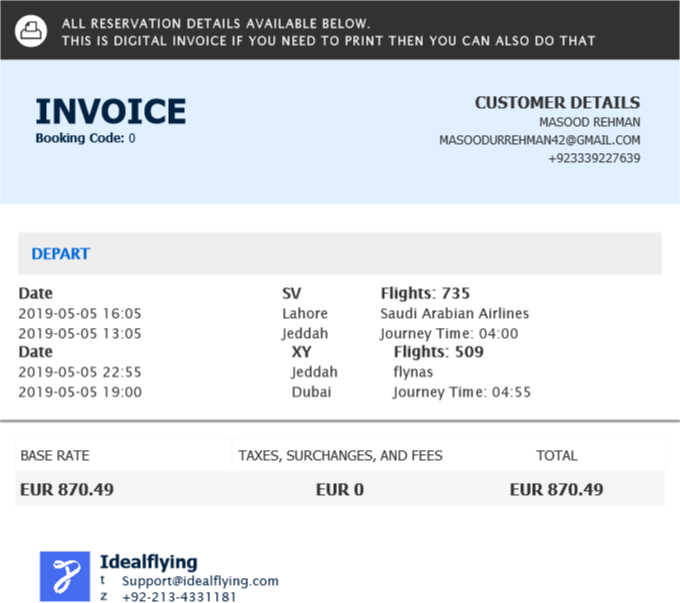 ALL RESERVATION DETAILS AVAILABLE BELOW.
THIS IS DIGITAL INVOICE IF YOU NEED TO PRINT THEN YOU CAN ALSO DO THAT
INVOICE
Booking Code: 0
CUSTOMER DETAILS
MASOOD REHMAN
MASOODURREHMAN42@GMAIL.COM
+923339227639
DEPART
Date SV Flights: 735
2019-05-05 16:05 Lahore Saudi Arabian Airlines
2019-05-05 13:05 Jeddah Journey Time: 04:00
Date XY Flights: 509
2019-05-05 22:55 Jeddah flynas
2019-05-05 19:00 Dubai Journey Time: 04:55
BASE RATE TAXES, SURCHANGES, AND FEES TOTAL
EUR 870.49 EUR 0 EUR 870.49
Idealflying
t Support@idealflying.com
z +92-213-4331181